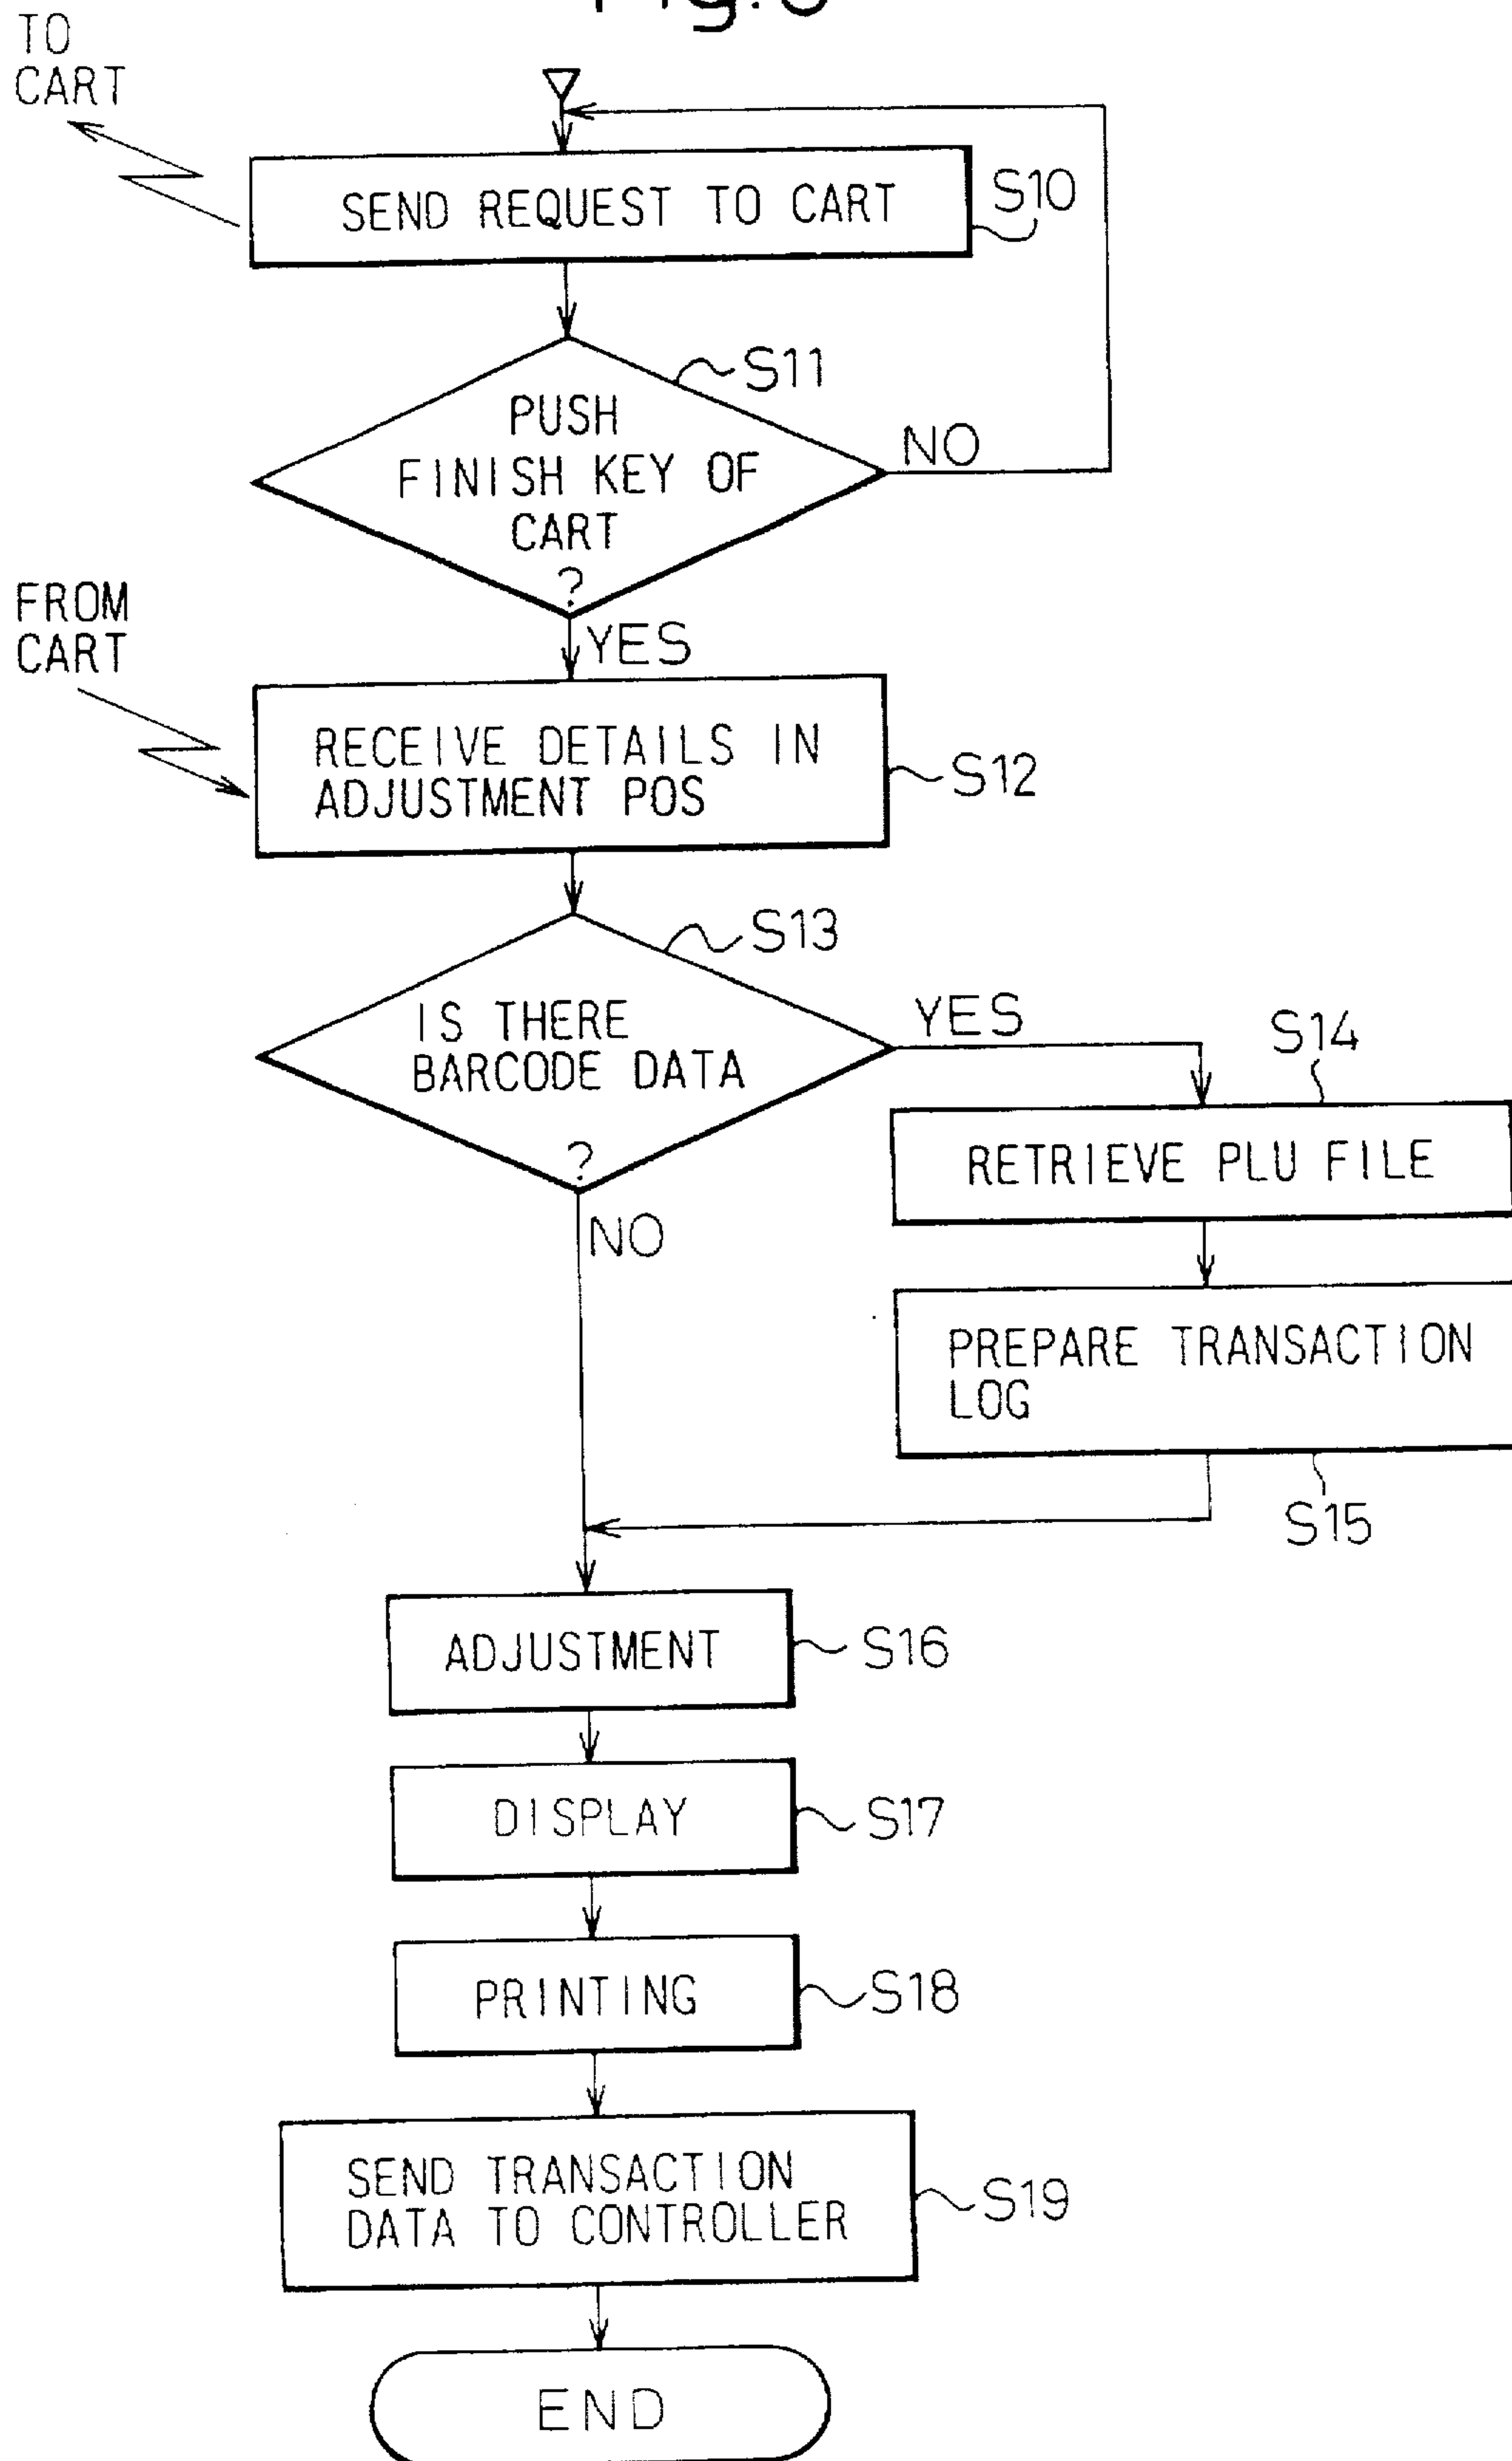 TO
CART
SEND REQUEST TO CART
S10
S11
PUSH
FINISH KEY OF
CART
?
NO
YES
FROM
CART
RECEIVE DETAILS IN
ADJUSTMENT POS
S12
S13
IS THERE
BARCODE DATA
?
YES
NO
S14
RETRIEVE PLU FILE
PREPARE TRANSACTION
LOG
S15
ADJUSTMENT
S16
DISPLAY
S17
PRINTING
S18
SEND TRANSACTION
DATA TO CONTROLLER
S19
END